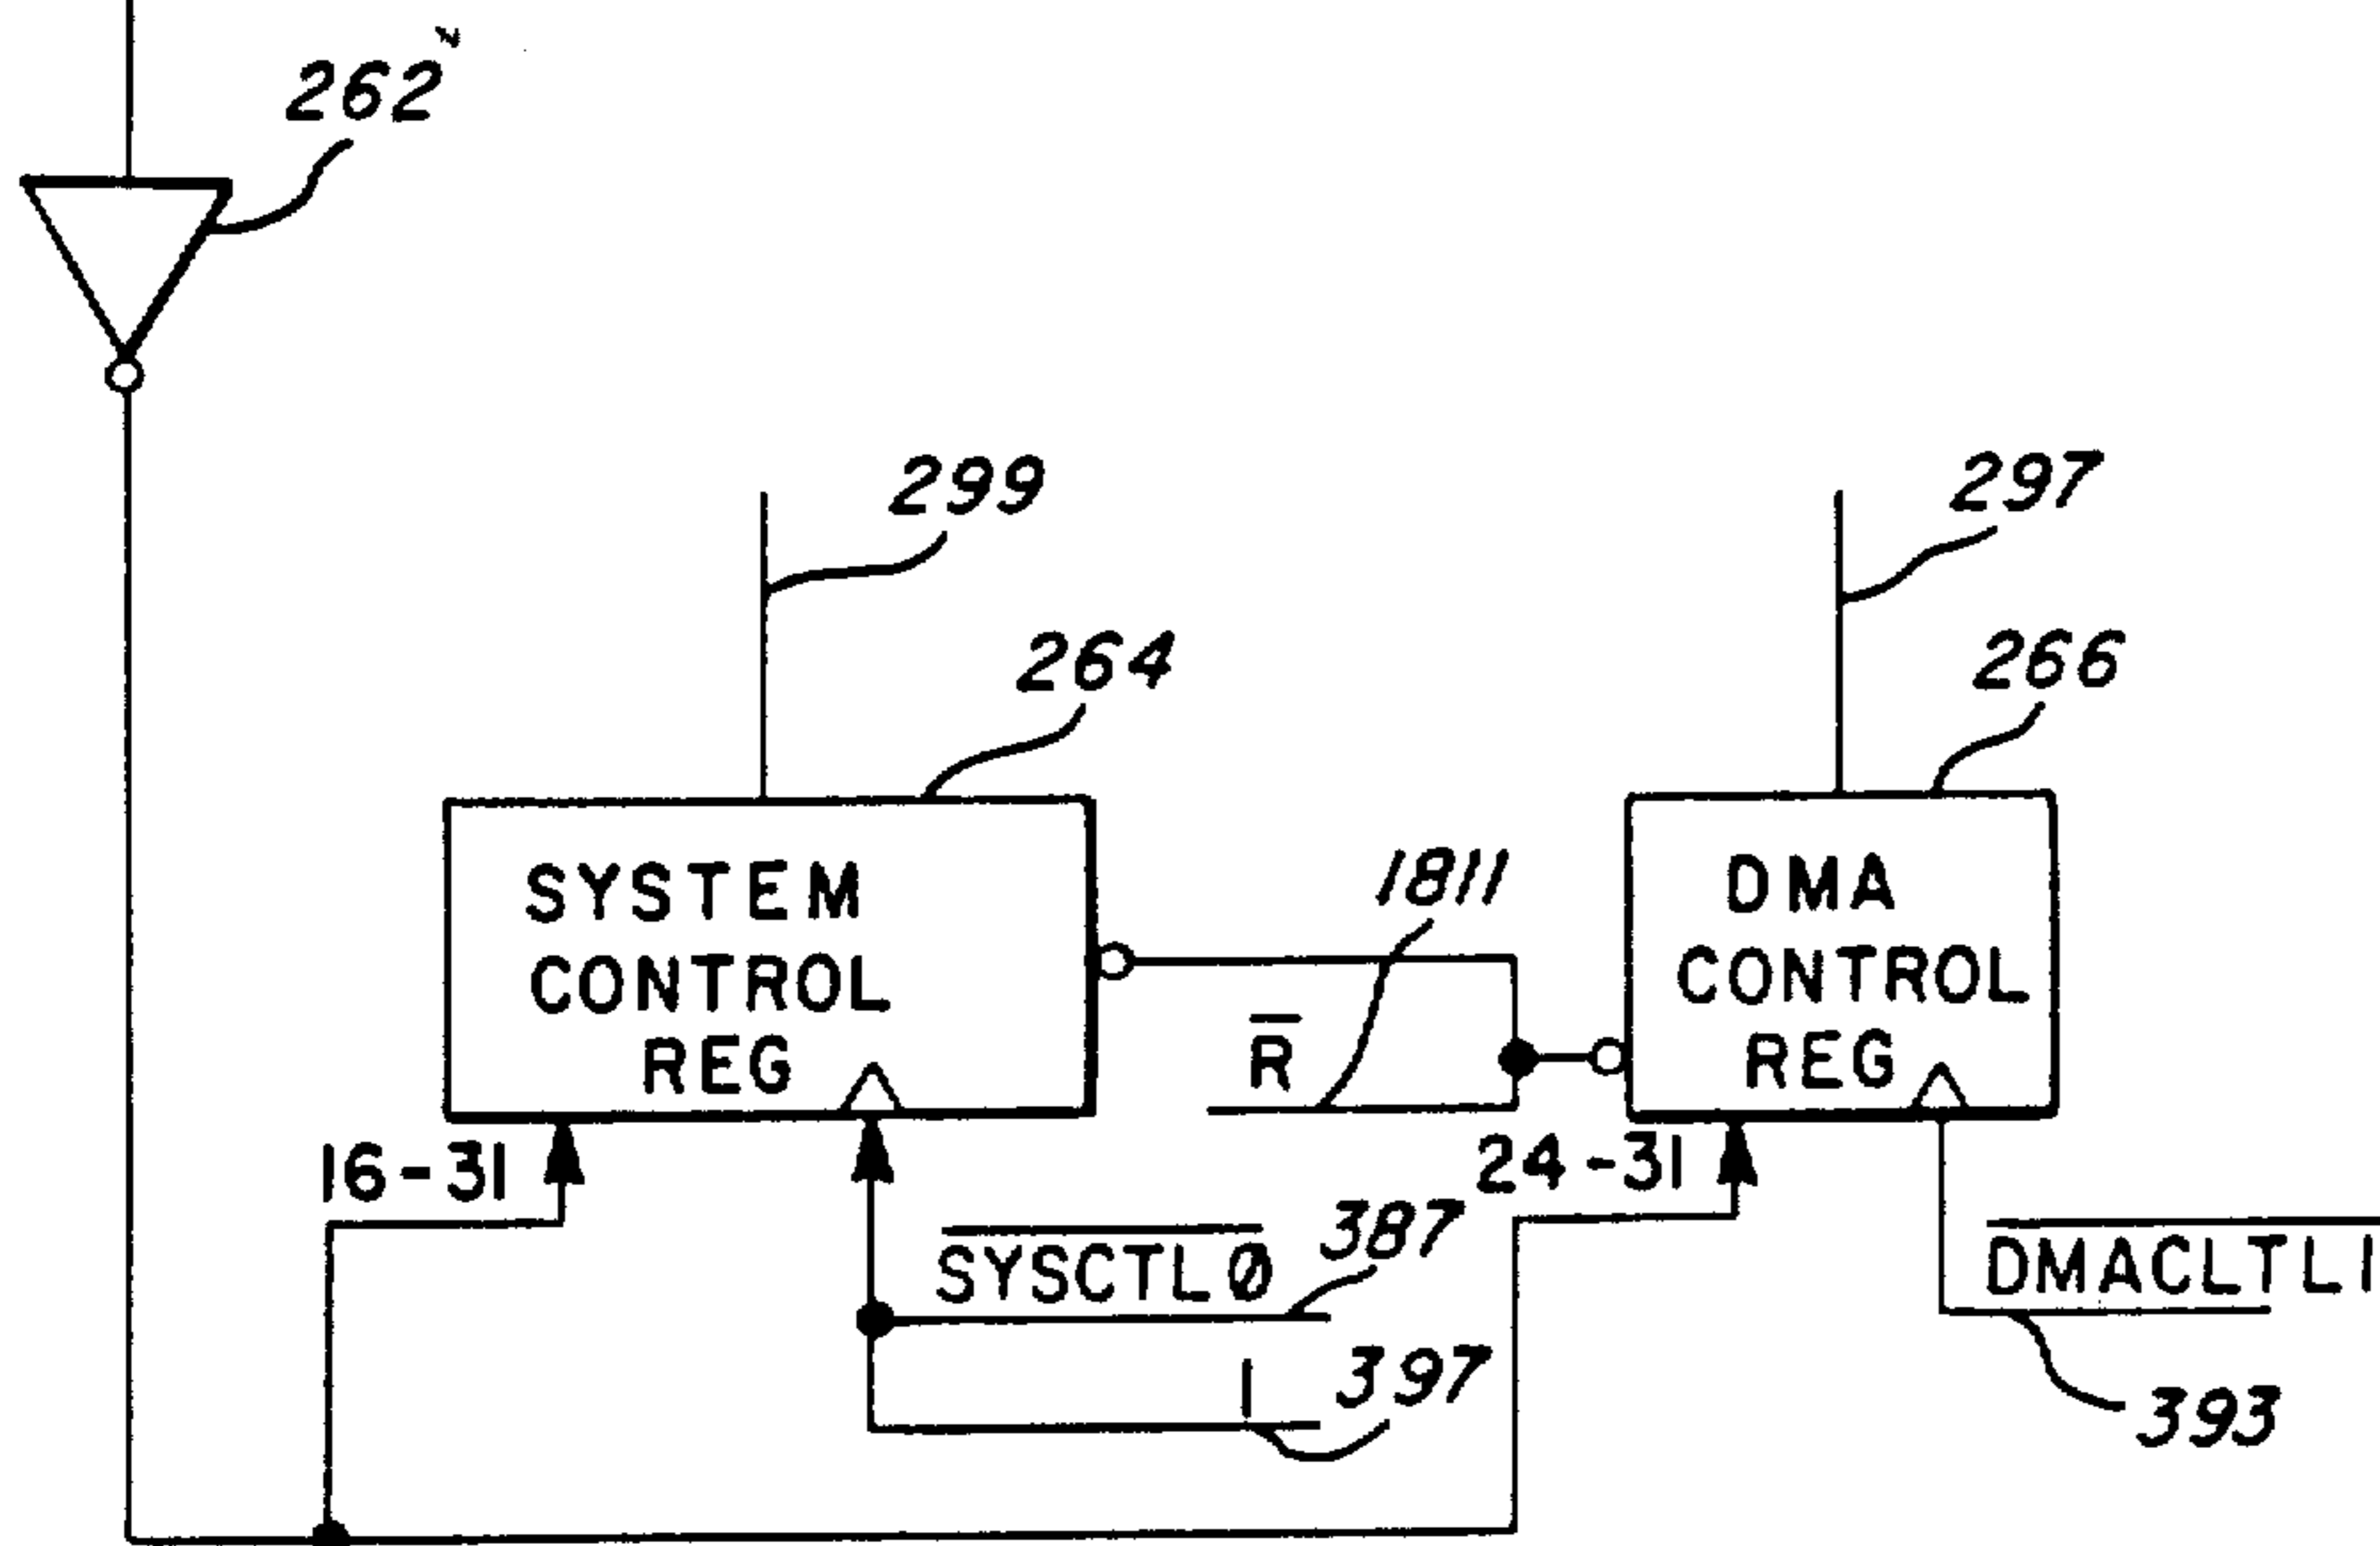 262
299
297
264
266
SYSTEM
CONTROL
REG
1811
R̅
DMA
CONTROL
REG
16-31
24-31
SYSCTLØ
387
DMACLTL1
1
397
393